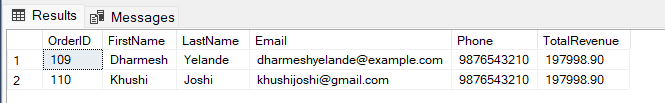 Results Messages
OrderID FirstName LastName Email Phone TotalRevenue
1 109 Dharmesh Yelande dharmeshyelande@example.com 9876543210 197998.90
2 110 Khushi Joshi khushijoshi@gmail.com 9876543210 197998.90